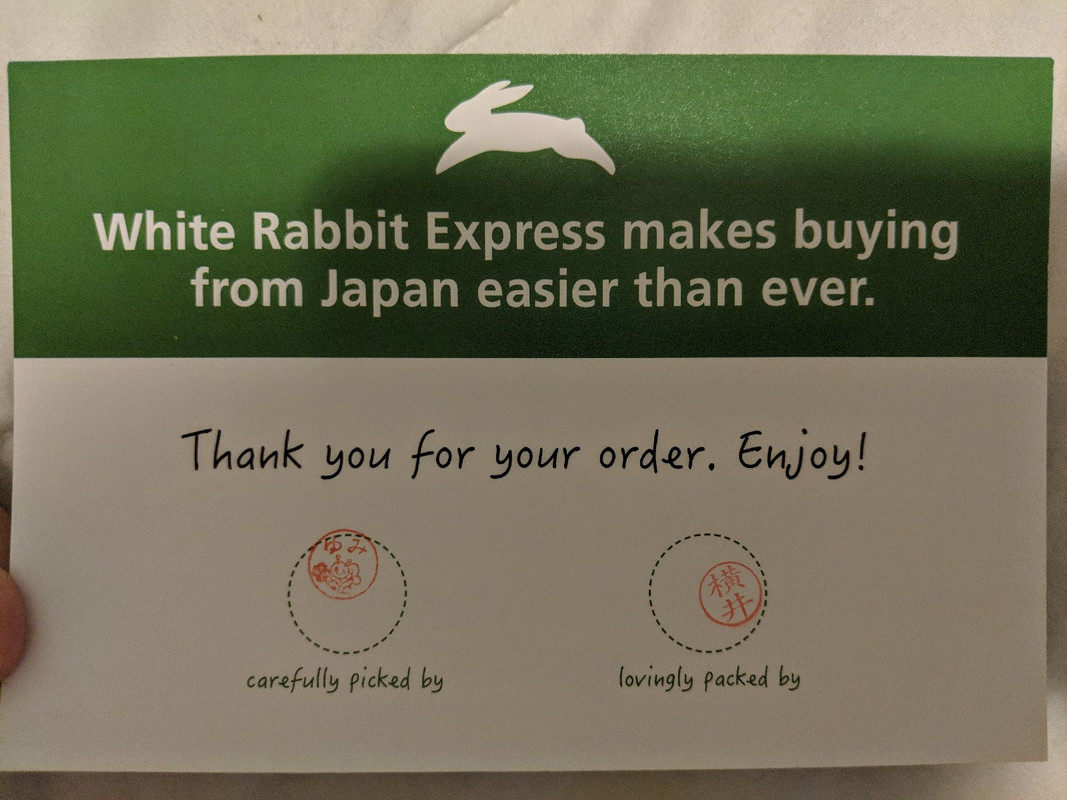 White Rabbit Express makes buying
from Japan easier than ever.
Thank you for your order. Enjoy!
ゆみ
横井
carefully picked by
lovingly packed by